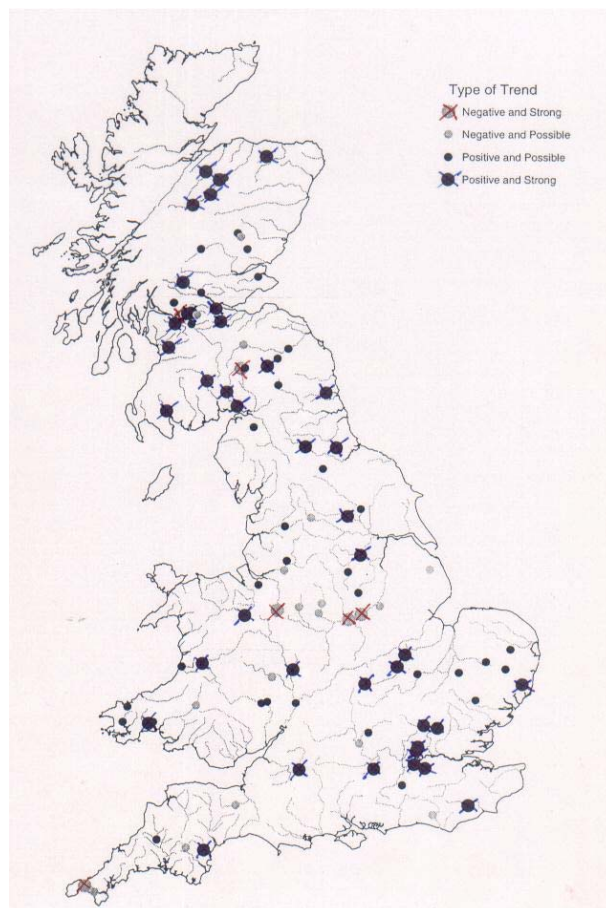 Type of Trend
Negative and Strong
Negative and Possible
Positive and Possible
Positive and Strong